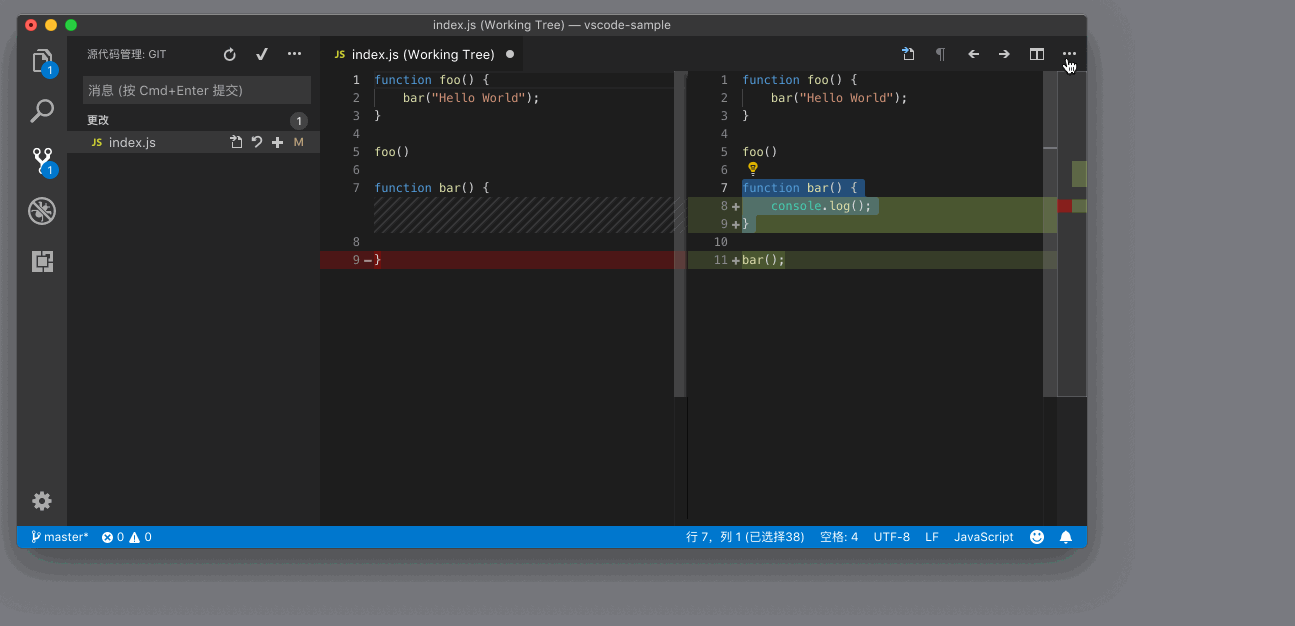 index.js (Working Tree) — vscode-sample
源代码管理: GIT
消息 (按 Cmd+Enter 提交)
更改 1
JS index.js M
1
1
JS index.js (Working Tree)
1 function foo() {
2 bar("Hello World");
3 }
4
5 foo()
6
7 function bar() {
8
9 — }
1 function foo() {
2 bar("Hello World");
3 }
4
5 foo()
6
7 function bar() {
8 + console.log();
9 + }
10
11 + bar();
master* 0 0 行 7，列 1 (已选择38) 空格: 4 UTF-8 LF JavaScript